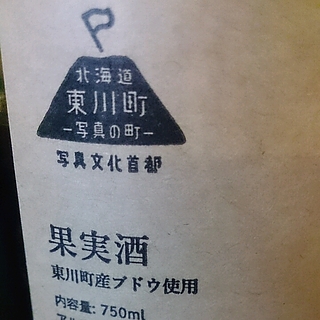 北海道
東川町
－写真の町－
写真文化首都
果実酒
東川町産ブドウ使用
内容量: 750ml